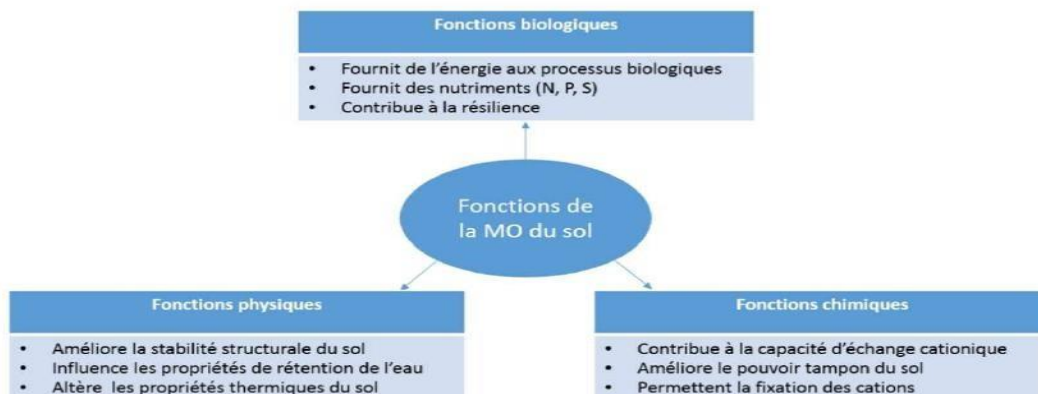 Fonctions biologiques
• Fournit de l'énergie aux processus biologiques
• Fournit des nutriments (N, P, S)
• Contribue à la résilience
Fonctions de
la MO du sol
Fonctions physiques
• Améliore la stabilité structurale du sol
• Influence les propriétés de rétention de l'eau
• Altère les propriétés thermiques du sol
Fonctions chimiques
• Contribue à la capacité d'échange cationique
• Améliore le pouvoir tampon du sol
• Permettent la fixation des cations